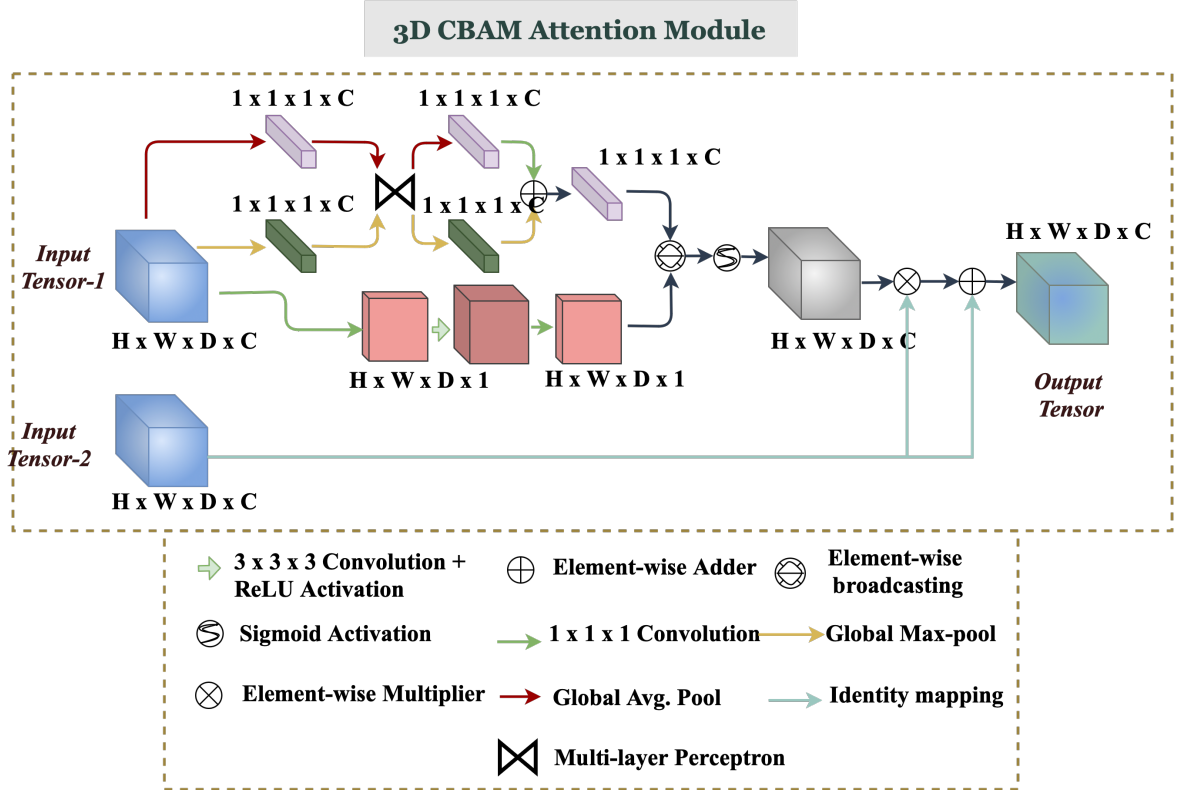 3D CBAM Attention Module
1 x 1 x 1 x C
1 x 1 x 1 x C
1 x 1 x 1 x C
1 x 1 x 1 x C
1 x 1 x 1 x C
Input
Tensor-1
H x W x D x C
H x W x D x C
H x W x D x C
H x W x D x 1
H x W x D x 1
Output
Tensor
Input
Tensor-2
H x W x D x C
3 x 3 x 3 Convolution +
ReLU Activation
Element-wise Adder
Element-wise
broadcasting
Sigmoid Activation
1 x 1 x 1 Convolution
Global Max-pool
Element-wise Multiplier
Global Avg. Pool
Identity mapping
Multi-layer Perceptron